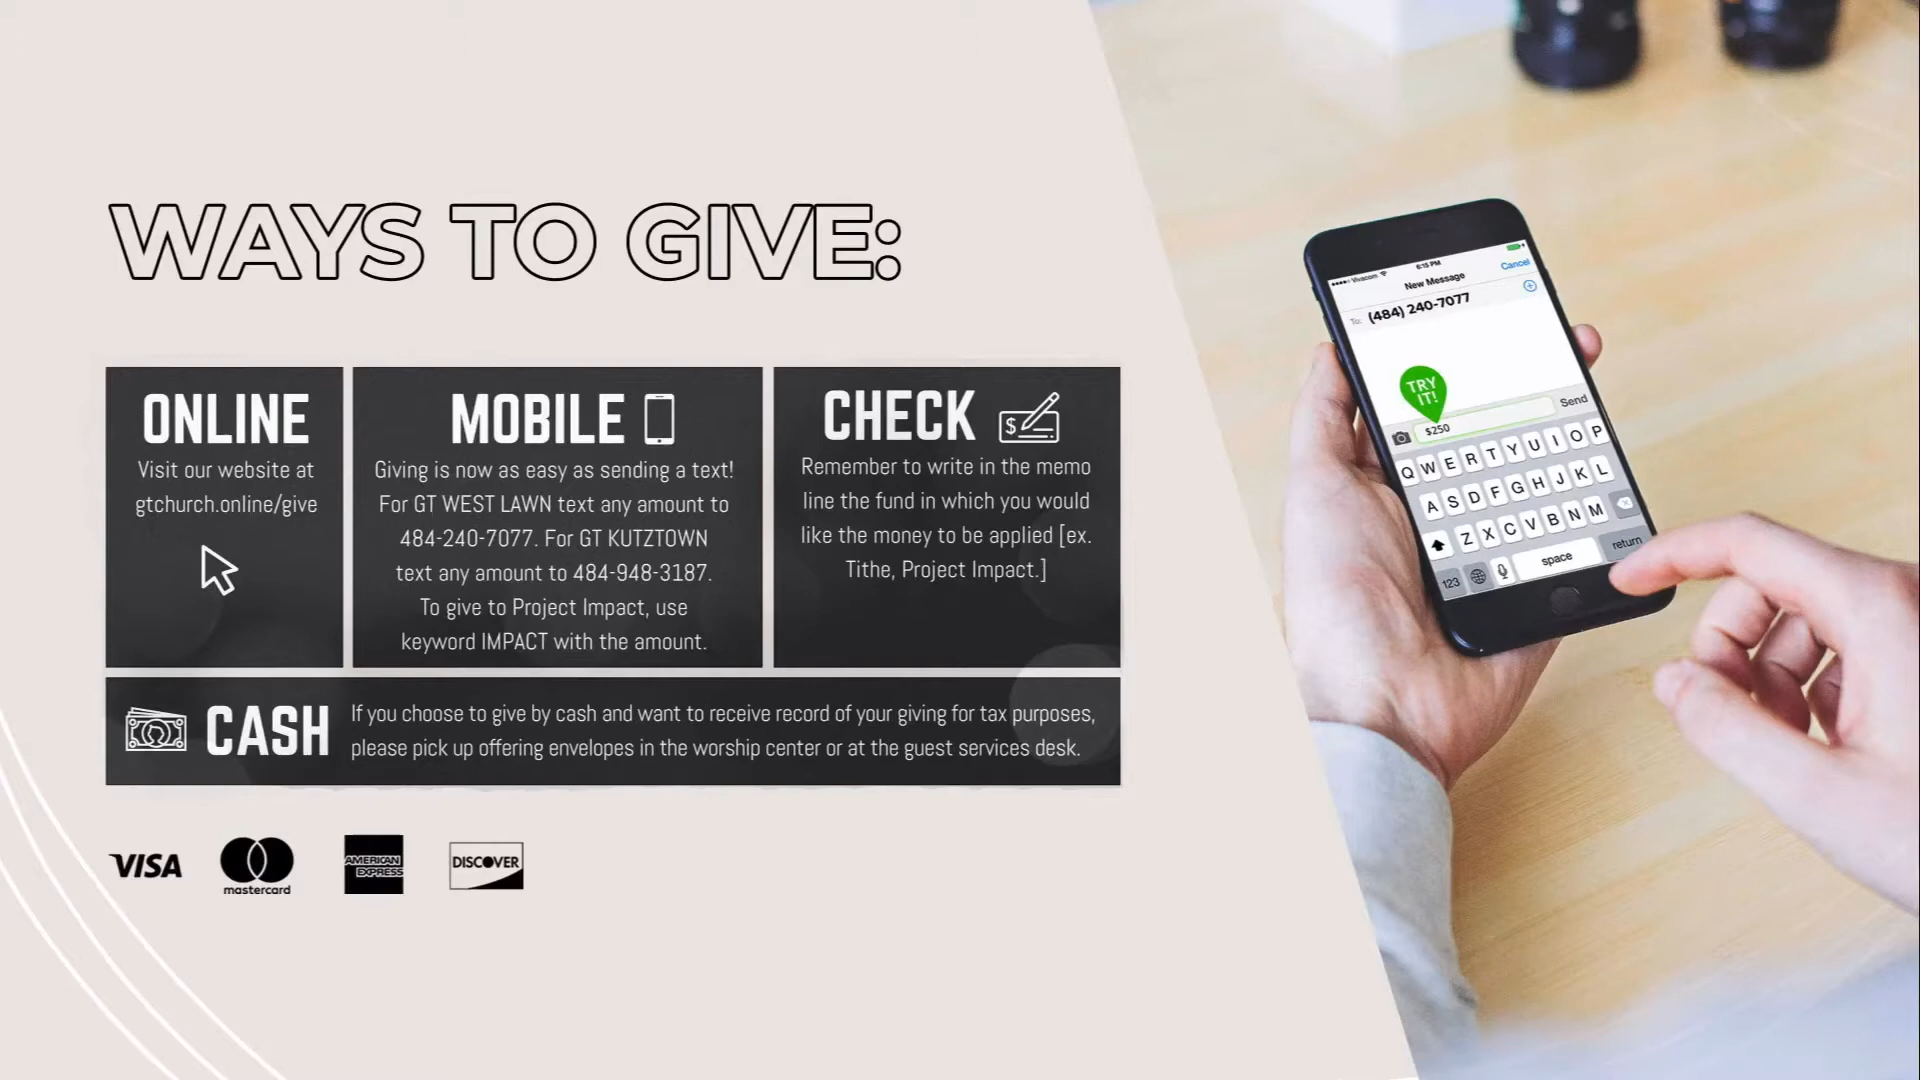 WAYS TO GIVE:
ONLINE
Visit our website at
gtchurch.online/give
MOBILE
Giving is now as easy as sending a text!
For GT WEST LAWN text any amount to
484-240-7077. For GT KUTZTOWN
text any amount to 484-948-3187.
To give to Project Impact, use
keyword IMPACT with the amount.
CHECK
$
Remember to write in the memo
line the fund in which you would
like the money to be applied [ex.
Tithe, Project Impact.]
CASH
If you choose to give by cash and want to receive record of your giving for tax purposes,
please pick up offering envelopes in the worship center or at the guest services desk.
VISA
mastercard
AMERICAN
EXPRESS
DISCOVER
Vivacom 6:15 PM
New Message Cancel
To: (484) 240-7077
TRY
IT!
$250 Send
Q W E R T Y U I O P
A S D F G H J K L
Z X C V B N M
123 space return